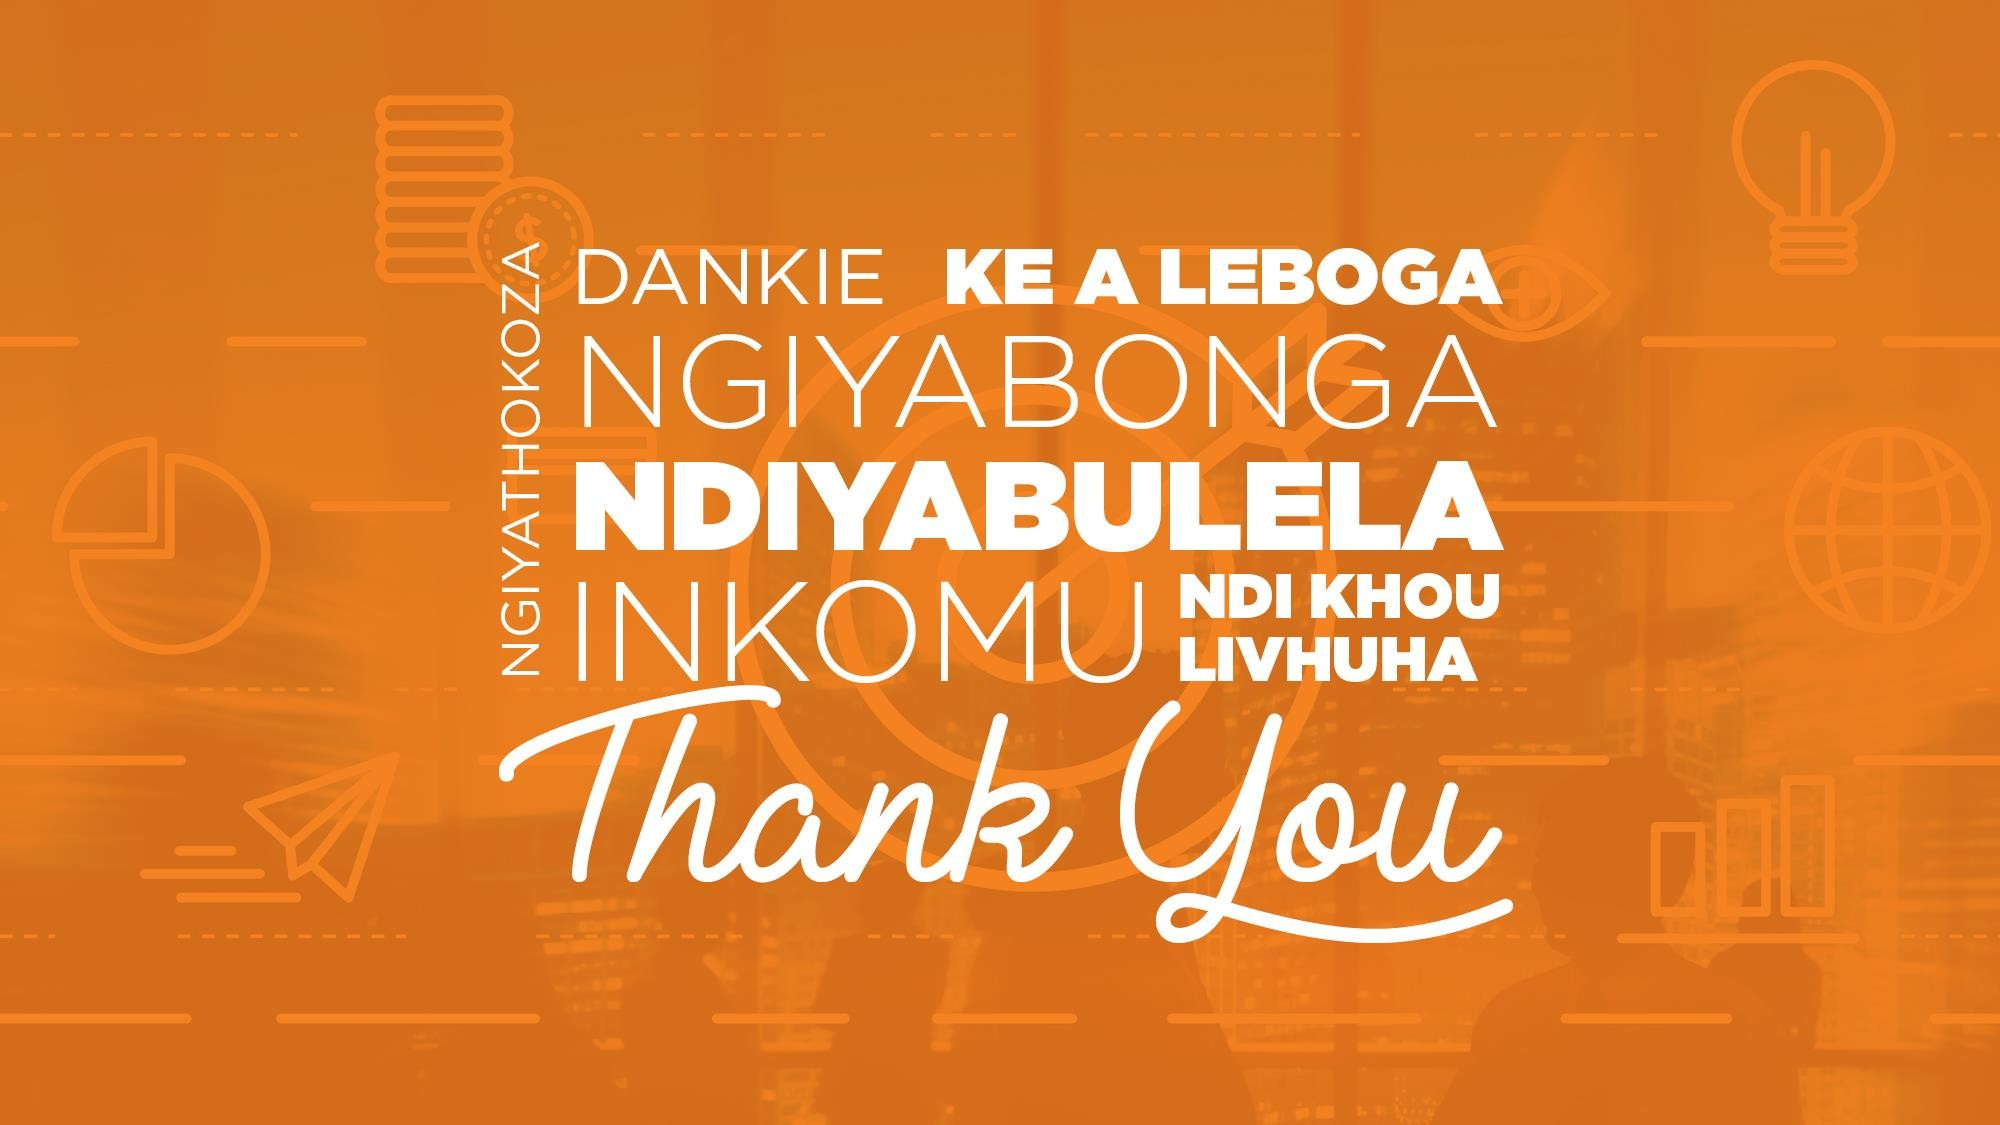 NGIYATHOKOZA
DANKIE KE A LEBOGA
NGIYABONGA
NDIYABULELA
INKOMU NDI KHOU
LIVHUHA
Thank You
$